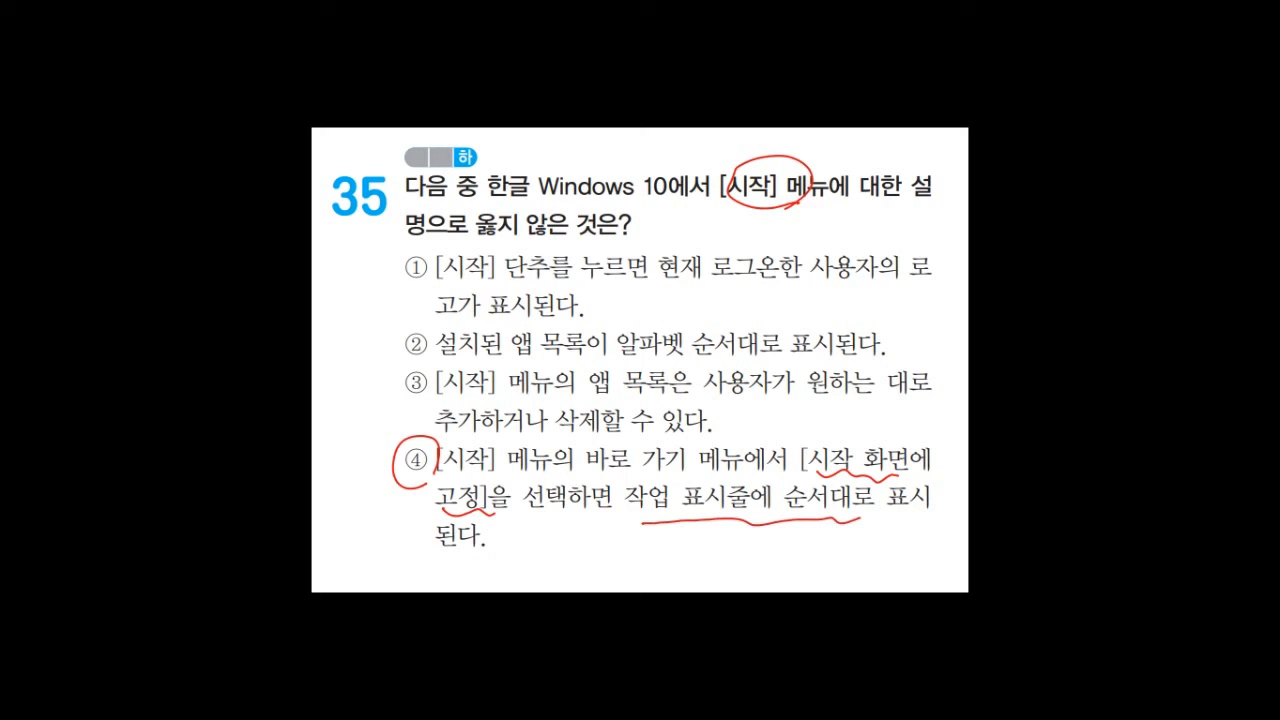 하
35 다음 중 한글 Windows 10에서 [시작] 메뉴에 대한 설
명으로 옳지 않은 것은?
① [시작] 단추를 누르면 현재 로그온한 사용자의 로
고가 표시된다.
② 설치된 앱 목록이 알파벳 순서대로 표시된다.
③ [시작] 메뉴의 앱 목록은 사용자가 원하는 대로
추가하거나 삭제할 수 있다.
④ [시작] 메뉴의 바로 가기 메뉴에서 [시작 화면에
고정]을 선택하면 작업 표시줄에 순서대로 표시
된다.